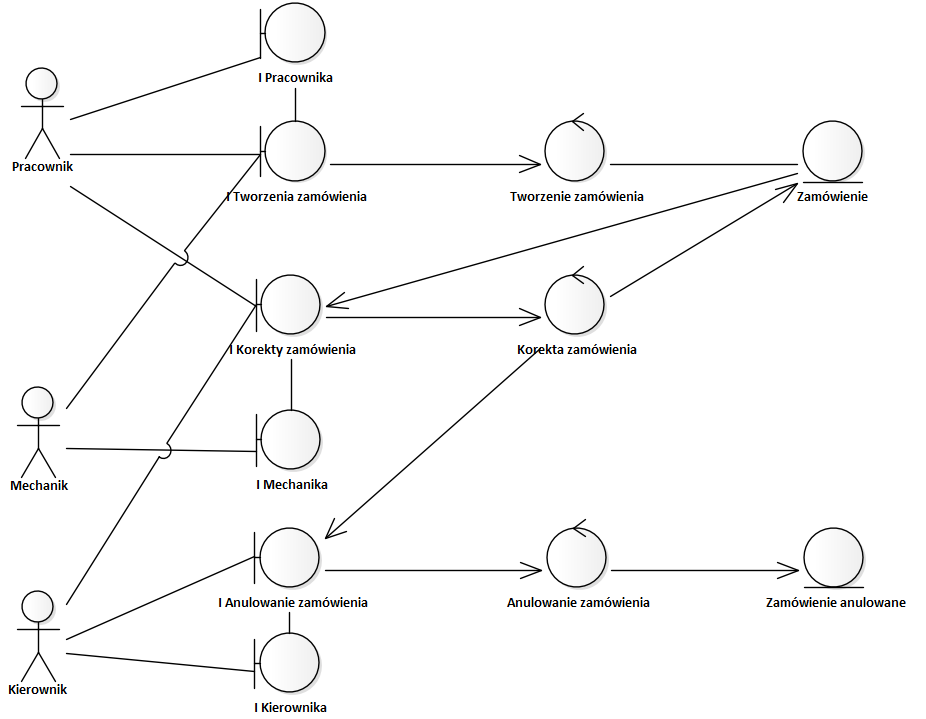 I Pracownika
Pracownik
I Tworzenia zamówienia
Tworzenie zamówienia
Zamówienie
I Korekty zamówienia
Korekta zamówienia
Mechanik
I Mechanika
I Anulowanie zamówienia
Anulowanie zamówienia
Zamówienie anulowane
Kierownik
I Kierownika